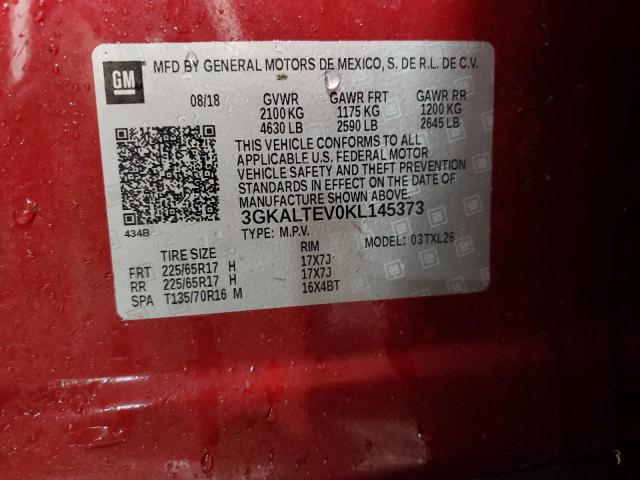 GM
MFD BY GENERAL MOTORS DE MEXICO, S. DE R.L. DE C.V.
08/18 GVWR GAWR FRT GAWR RR
2100 KG 1175 KG 1200 KG
4630 LB 2590 LB 2645 LB
THIS VEHICLE CONFORMS TO ALL
APPLICABLE U.S. FEDERAL MOTOR
VEHICLE SAFETY AND THEFT PREVENTION
STANDARDS IN EFFECT ON THE DATE OF
MANUFACTURE SHOWN ABOVE.
3GKALTEV0KL145373
434B
TYPE: M.P.V. MODEL: 03TXL26
TIRE SIZE RIM
FRT 225/65R17 H 17X7J
RR 225/65R17 H 17X7J
SPA T135/70R16 M 16X4BT